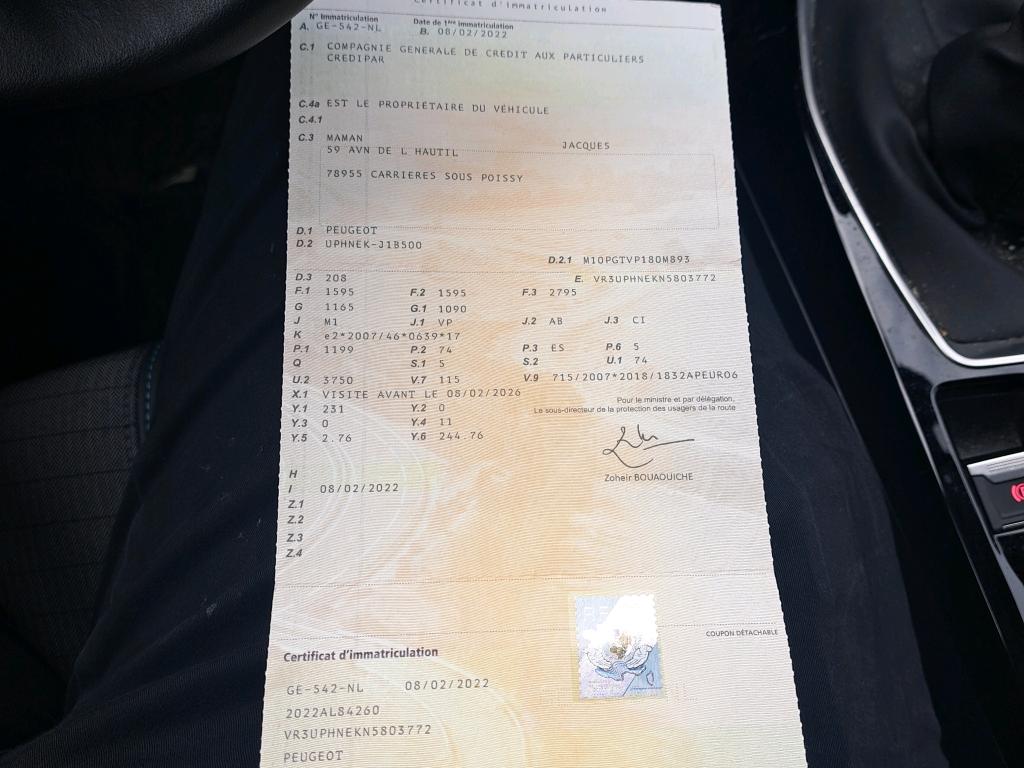 Certificat d'immatriculation
N° Immatriculation Date de 1ère immatriculation
A. GE-542-NL B. 08/02/2022
C.1 COMPAGNIE GENERALE DE CREDIT AUX PARTICULIERS
CREDIPAR
C.4a EST LE PROPRIÉTAIRE DU VÉHICULE
C.4.1
C.3 MAMAN JACQUES
59 AVN DE L HAUTIL
78955 CARRIERES SOUS POISSY
D.1 PEUGEOT
D.2 UPHNEK-J1B500
D.2.1 M10PGTVP180M893
D.3 208 E. VR3UPHNEKN5803772
F.1 1595 F.2 1595 F.3 2795
G 1165 G.1 1090
J M1 J.1 VP J.2 AB J.3 CI
K e2*2007/46*0639*17
P.1 1199 P.2 74 P.3 ES P.6 5
Q S.1 5 S.2 U.1 74
U.2 3750 V.7 115 V.9 715/2007*2018/1832APEURO6
X.1 VISITE AVANT LE 08/02/2026
Y.1 231 Y.2 0
Y.3 0 Y.4 11
Y.5 2.76 Y.6 244.76
Pour le ministre et par délégation,
Le sous-directeur de la protection des usagers de la route
Zoheir BOUAOUICHE
H
I 08/02/2022
Z.1
Z.2
Z.3
Z.4
COUPON DÉTACHABLE
Certificat d'immatriculation
GE-542-NL 08/02/2022
2022AL84260
VR3UPHNEKN5803772
PEUGEOT